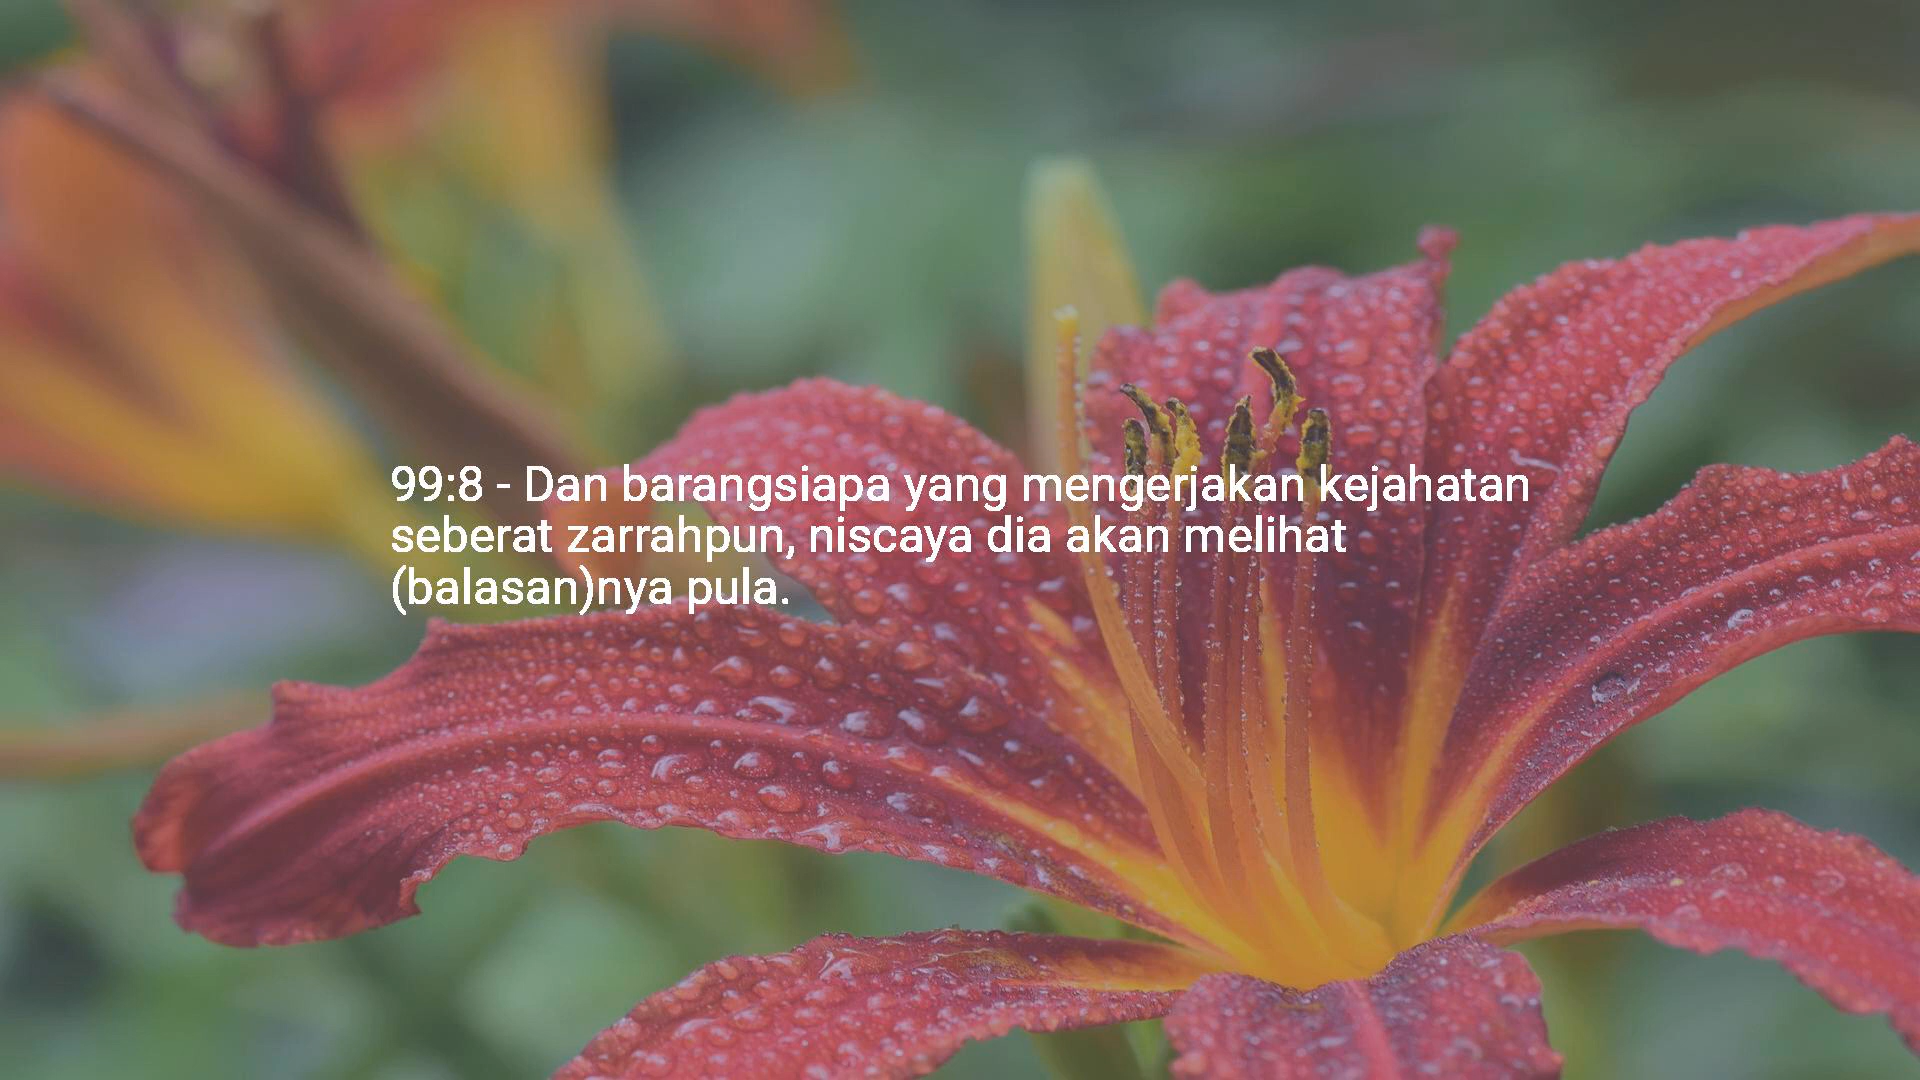 99:8 - Dan barangsiapa yang mengerjakan kejahatan
seberat zarrahpun, niscaya dia akan melihat
(balasan)nya pula.